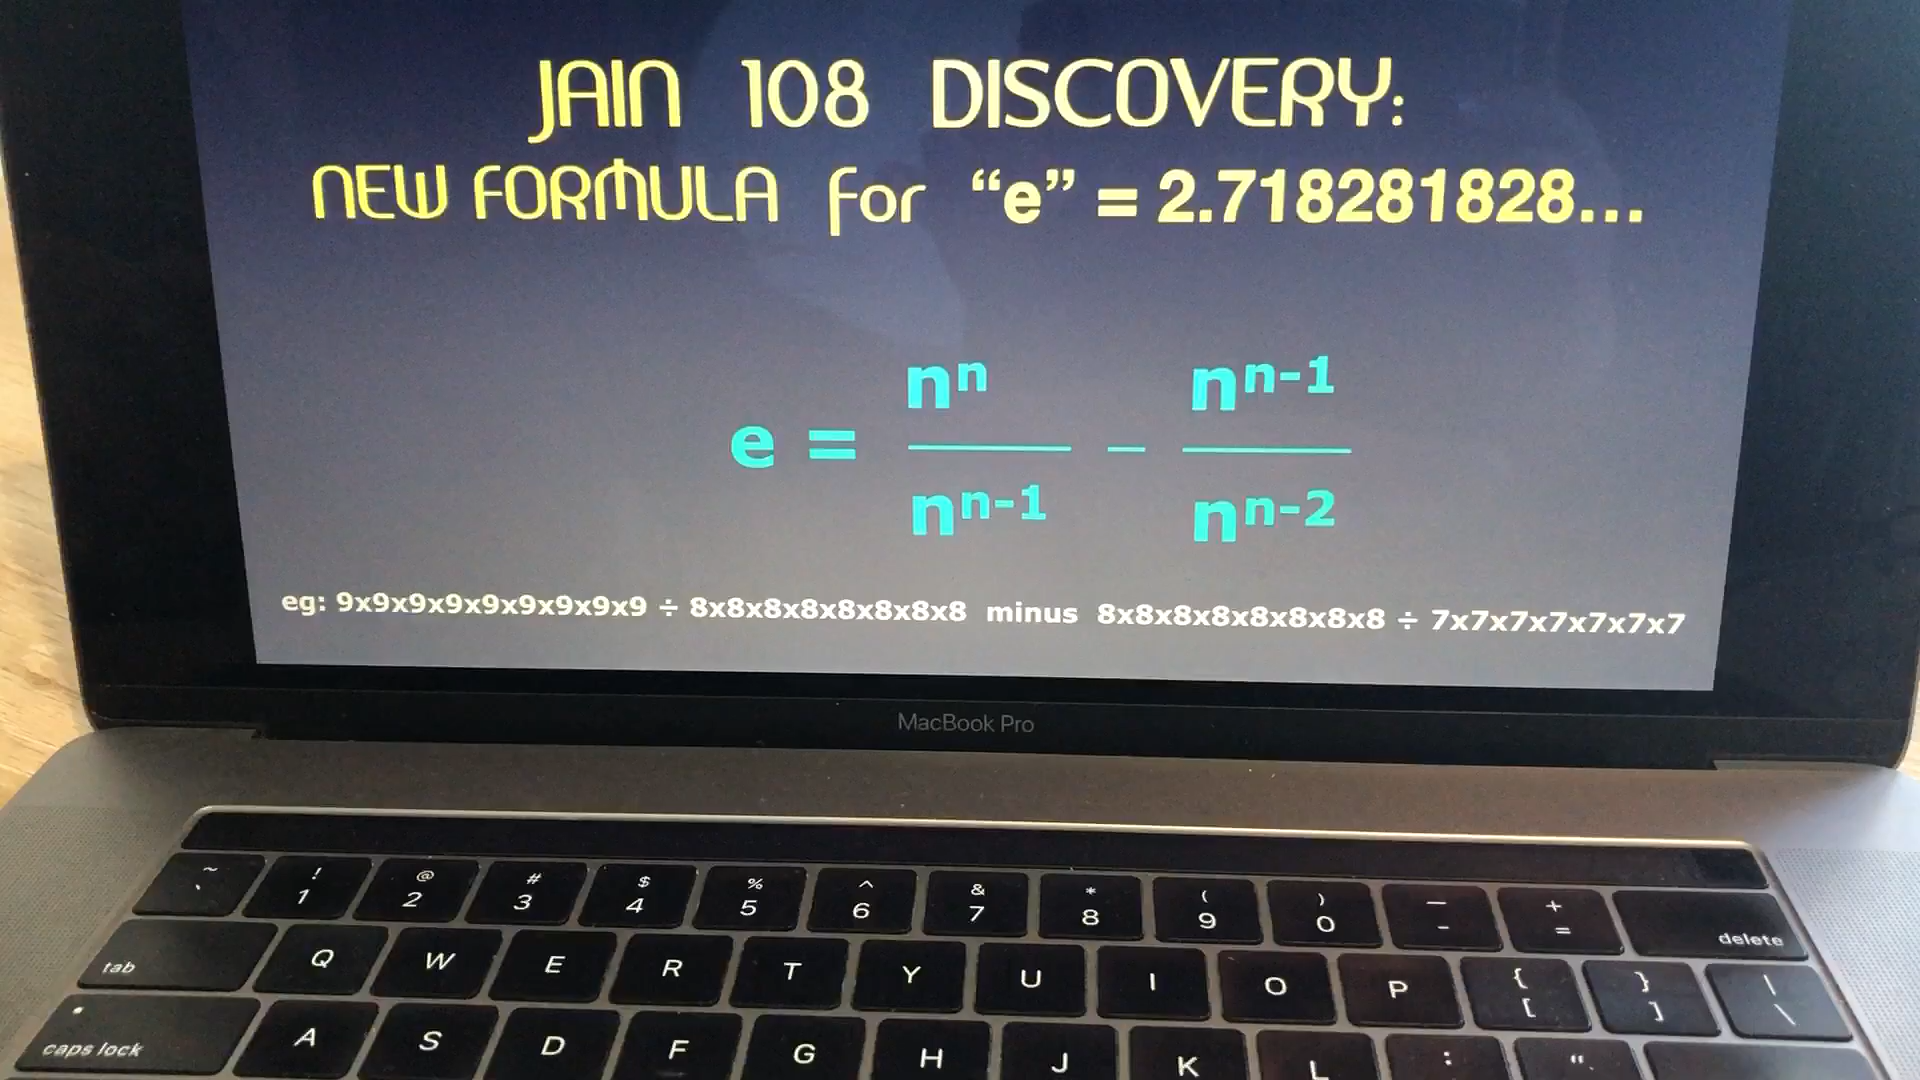 JAIN 108 DISCOVERY:
NEW FORMULA for “e” = 2.718281828...
e = nⁿ / nⁿ⁻¹ – nⁿ⁻¹ / nⁿ⁻²
eg: 9x9x9x9x9x9x9x9x9 ÷ 8x8x8x8x8x8x8x8 minus 8x8x8x8x8x8x8x8 ÷ 7x7x7x7x7x7x7
MacBook Pro
~ ! @ # $ % ^ & * ( ) — +
` 1 2 3 4 5 6 7 8 9 0 - = delete
tab Q W E R T Y U I O P { [ } ] | \
caps lock A S D F G H J K L : “